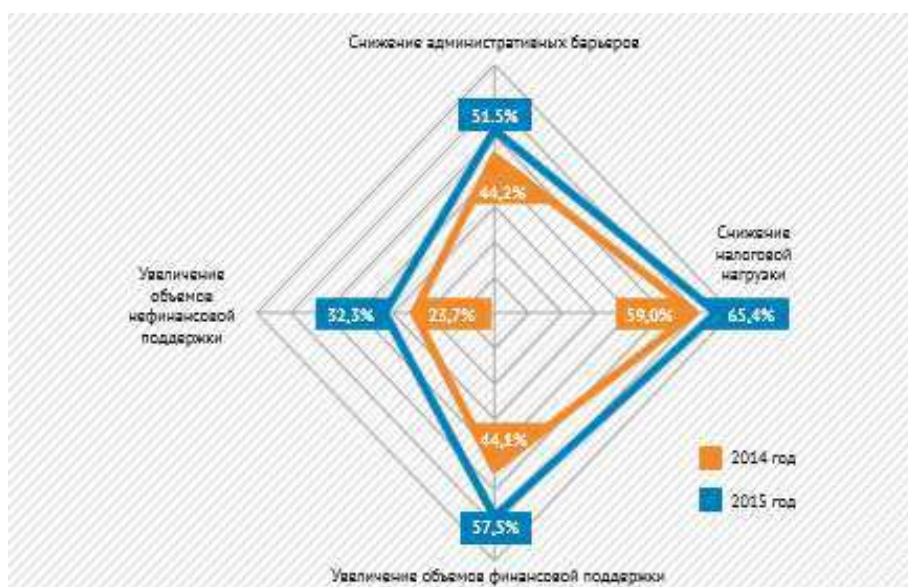 Снижение административных барьеров
51.5%
44,2%
Снижение
налоговой
нагрузки
Увеличение
объемов
нефинансовой
поддержки
32,3%
23,7%
59,0%
65,4%
44,1%
2014 год
2015 год
57,5%
Увеличение объемов финансовой поддержки